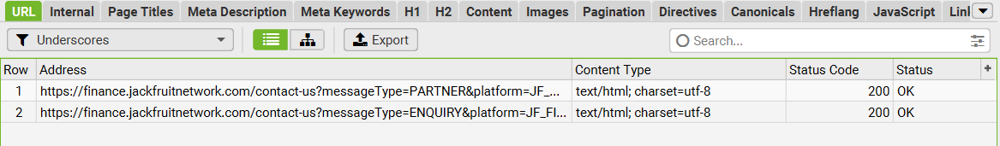 URL Internal Page Titles Meta Description Meta Keywords H1 H2 Content Images Pagination Directives Canonicals Hreflang JavaScript Lin
Underscores Export Search...
Row Address Content Type Status Code Status +
1 https://finance.jackfruitnetwork.com/contact-us?messageType=PARTNER&platform=JF_... text/html; charset=utf-8 200 OK
2 https://finance.jackfruitnetwork.com/contact-us?messageType=ENQUIRY&platform=JF_FI... text/html; charset=utf-8 200 OK